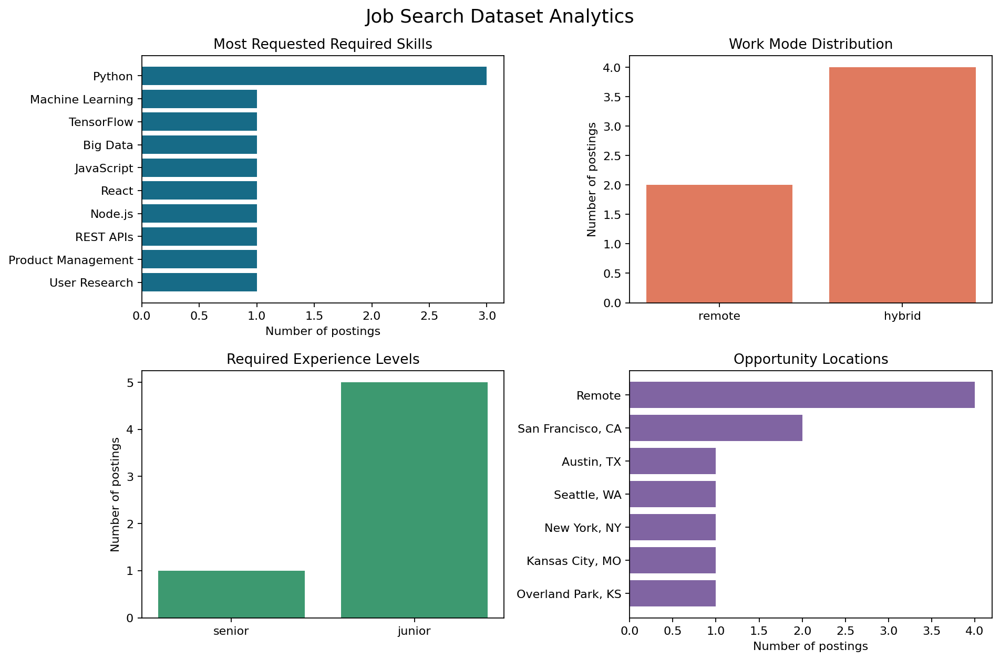 Job Search Dataset Analytics
Most Requested Required Skills
Python
Machine Learning
TensorFlow
Big Data
JavaScript
React
Node.js
REST APIs
Product Management
User Research
0.0 0.5 1.0 1.5 2.0 2.5 3.0
Number of postings
Work Mode Distribution
Number of postings
4.0
3.5
3.0
2.5
2.0
1.5
1.0
0.5
0.0
remote hybrid
Required Experience Levels
Number of postings
5
4
3
2
1
0
senior junior
Opportunity Locations
Remote
San Francisco, CA
Austin, TX
Seattle, WA
New York, NY
Kansas City, MO
Overland Park, KS
0.0 0.5 1.0 1.5 2.0 2.5 3.0 3.5 4.0
Number of postings